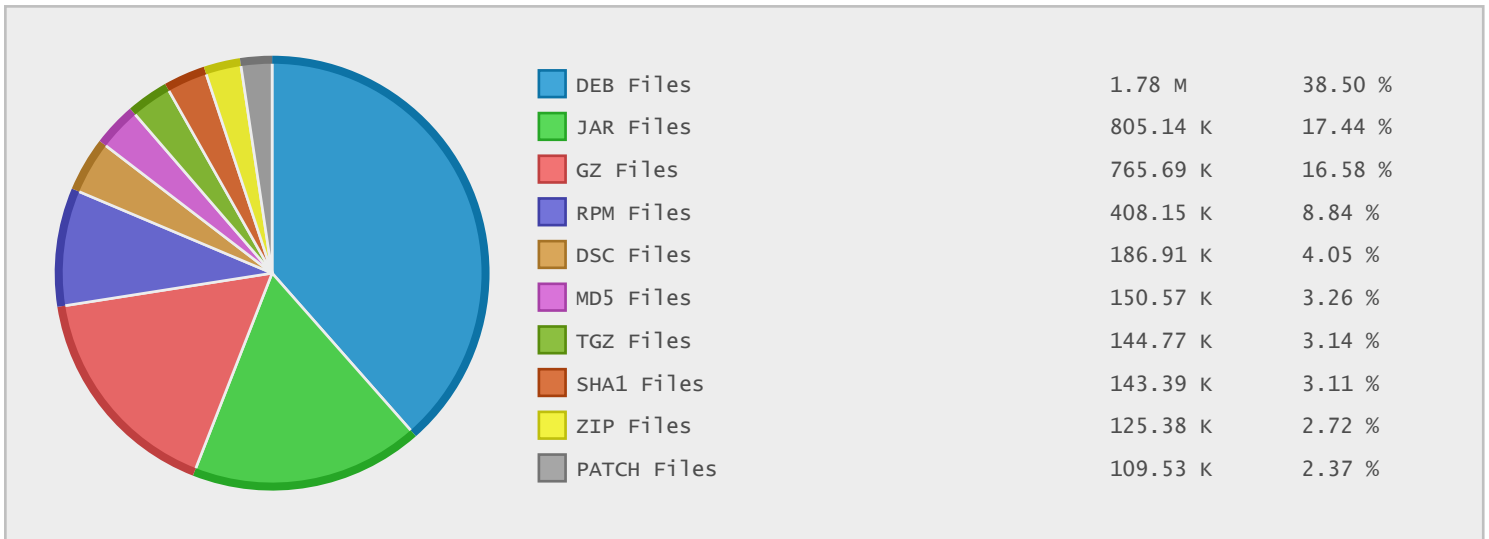 DEB Files 1.78 M 38.50 %
JAR Files 805.14 K 17.44 %
GZ Files 765.69 K 16.58 %
RPM Files 408.15 K 8.84 %
DSC Files 186.91 K 4.05 %
MD5 Files 150.57 K 3.26 %
TGZ Files 144.77 K 3.14 %
SHA1 Files 143.39 K 3.11 %
ZIP Files 125.38 K 2.72 %
PATCH Files 109.53 K 2.37 %